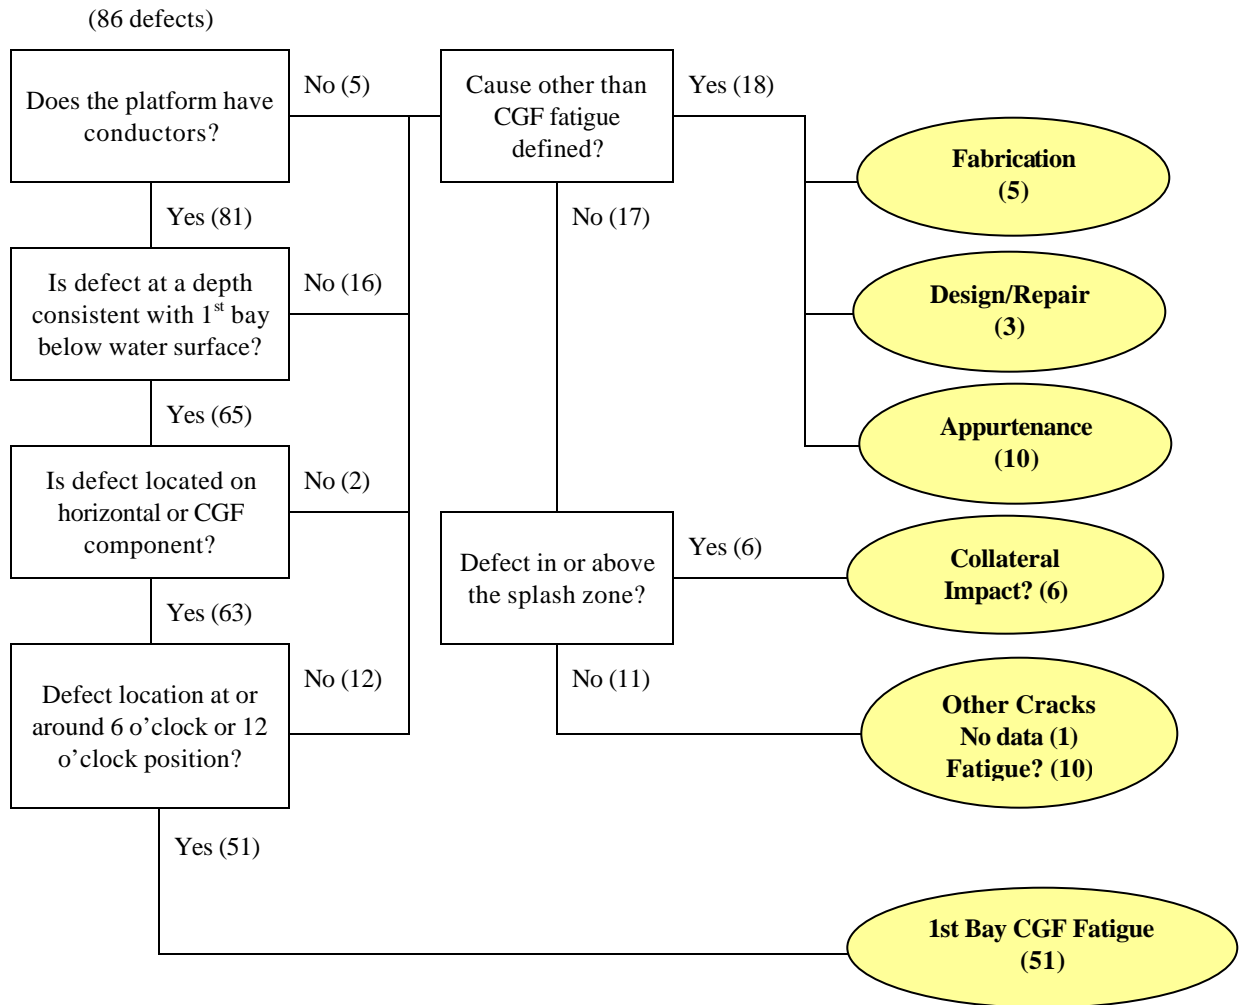 (86 defects)
Does the platform have
conductors?
No (5)
Yes (81)
Is defect at a depth
consistent with 1st bay
below water surface?
No (16)
Yes (65)
Is defect located on
horizontal or CGF
component?
No (2)
Yes (63)
Defect location at or
around 6 o’clock or 12
o’clock position?
No (12)
Yes (51)
Cause other than
CGF fatigue
defined?
Yes (18)
No (17)
Defect in or above
the splash zone?
Yes (6)
No (11)
Fabrication
(5)
Design/Repair
(3)
Appurtenance
(10)
Collateral
Impact? (6)
Other Cracks
No data (1)
Fatigue? (10)
1st Bay CGF Fatigue
(51)